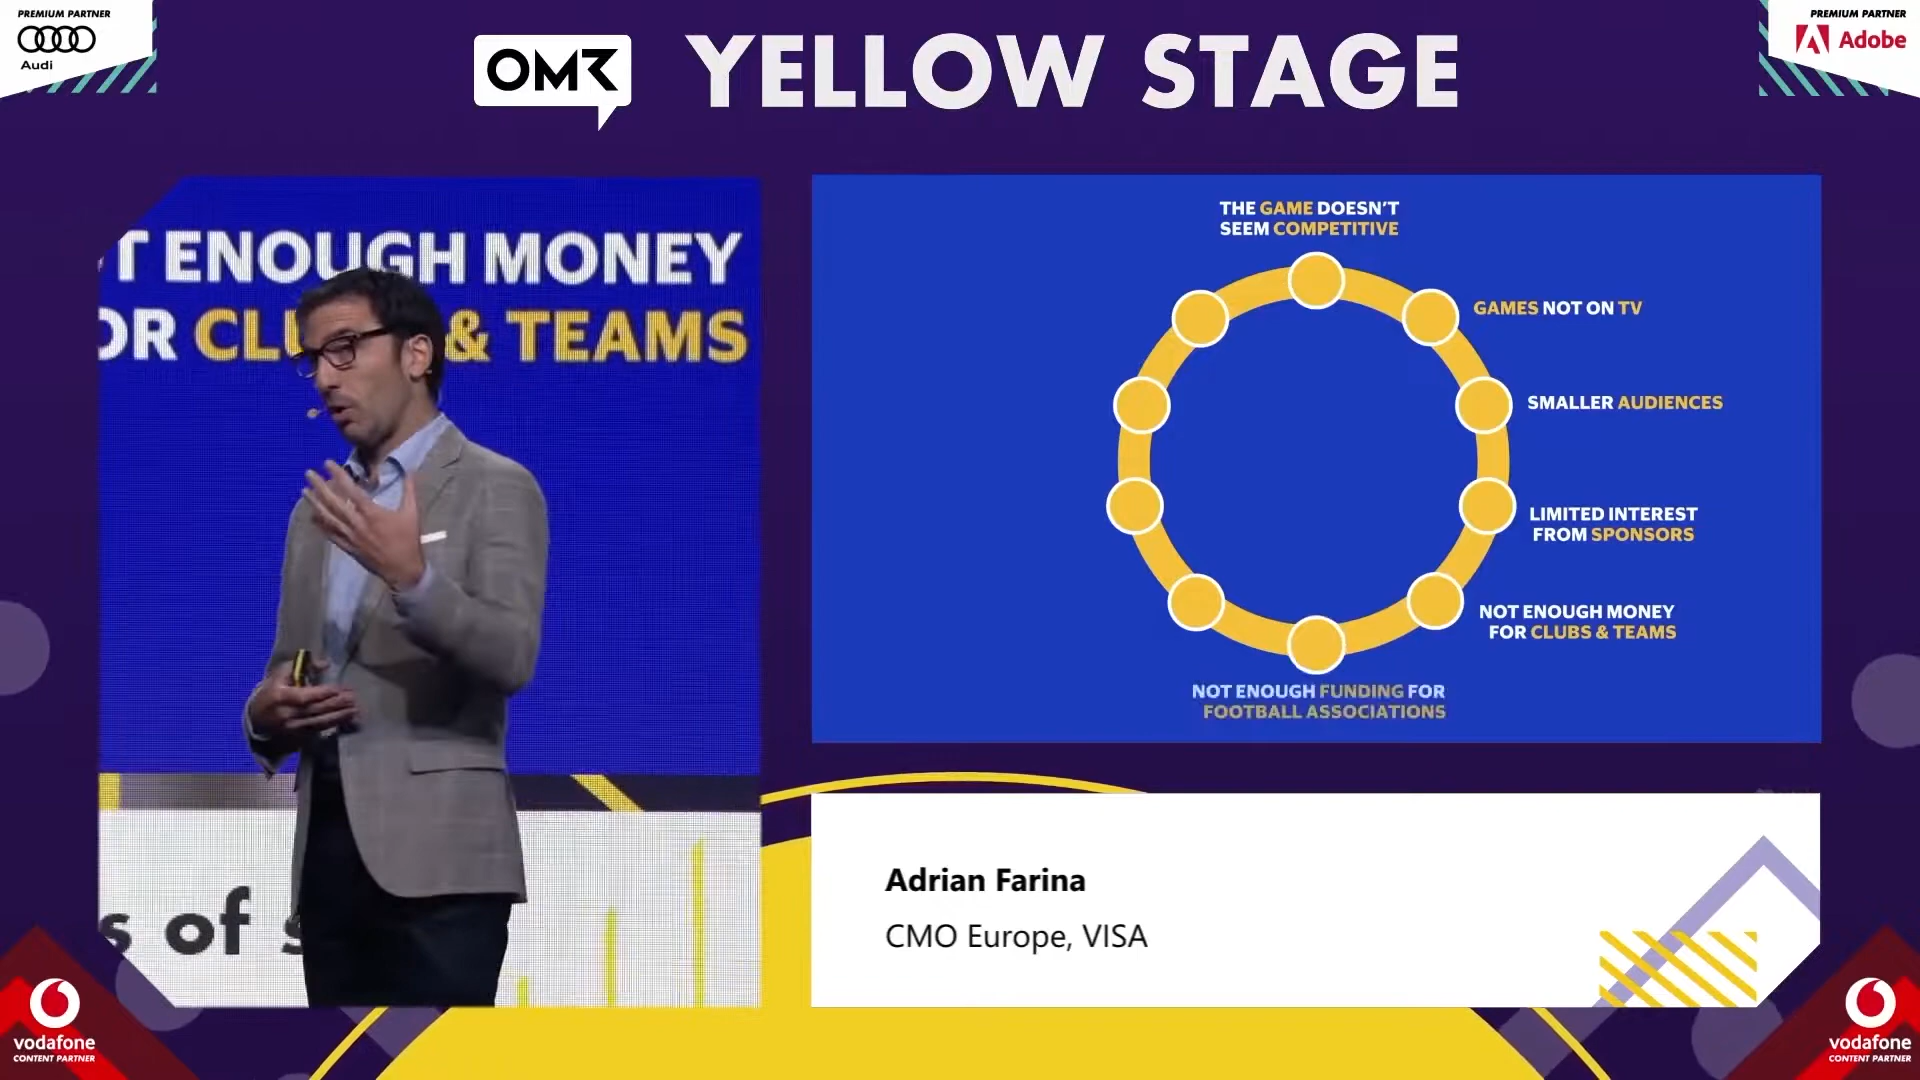 PREMIUM PARTNER
Audi
OMR
YELLOW STAGE
PREMIUM PARTNER
Adobe
T ENOUGH MONEY
OR CLU & TEAMS
s of s
THE GAME DOESN'T
SEEM COMPETITIVE
GAMES NOT ON TV
SMALLER AUDIENCES
LIMITED INTEREST
FROM SPONSORS
NOT ENOUGH MONEY
FOR CLUBS & TEAMS
NOT ENOUGH FUNDING FOR
FOOTBALL ASSOCIATIONS
Adrian Farina
CMO Europe, VISA
vodafone
CONTENT PARTNER
vodafone
CONTENT PARTNER